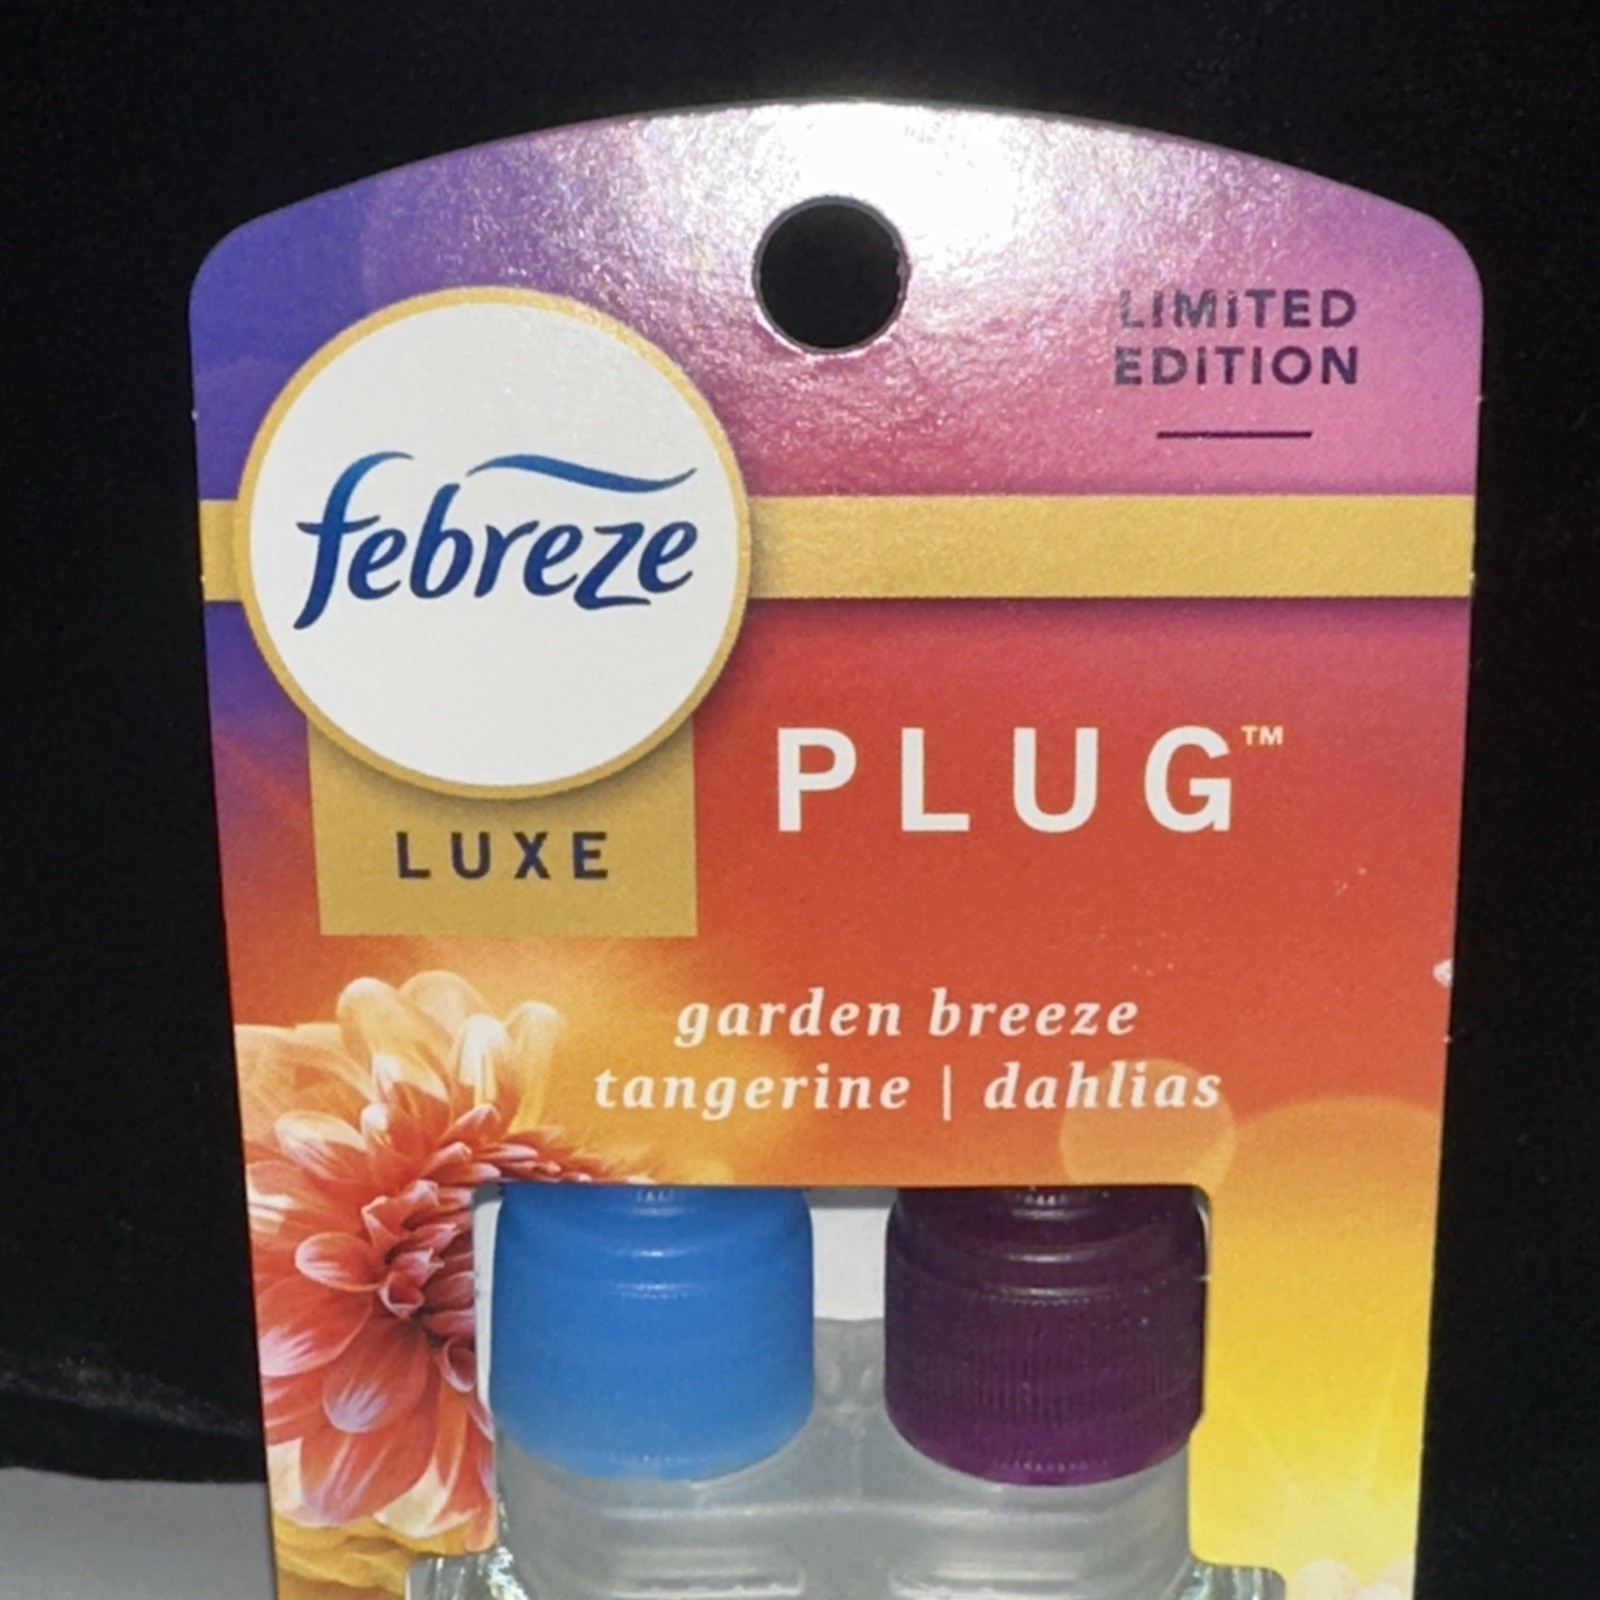 LIMITED
EDITION
febreze
LUXE
PLUG™
garden breeze
tangerine | dahlias